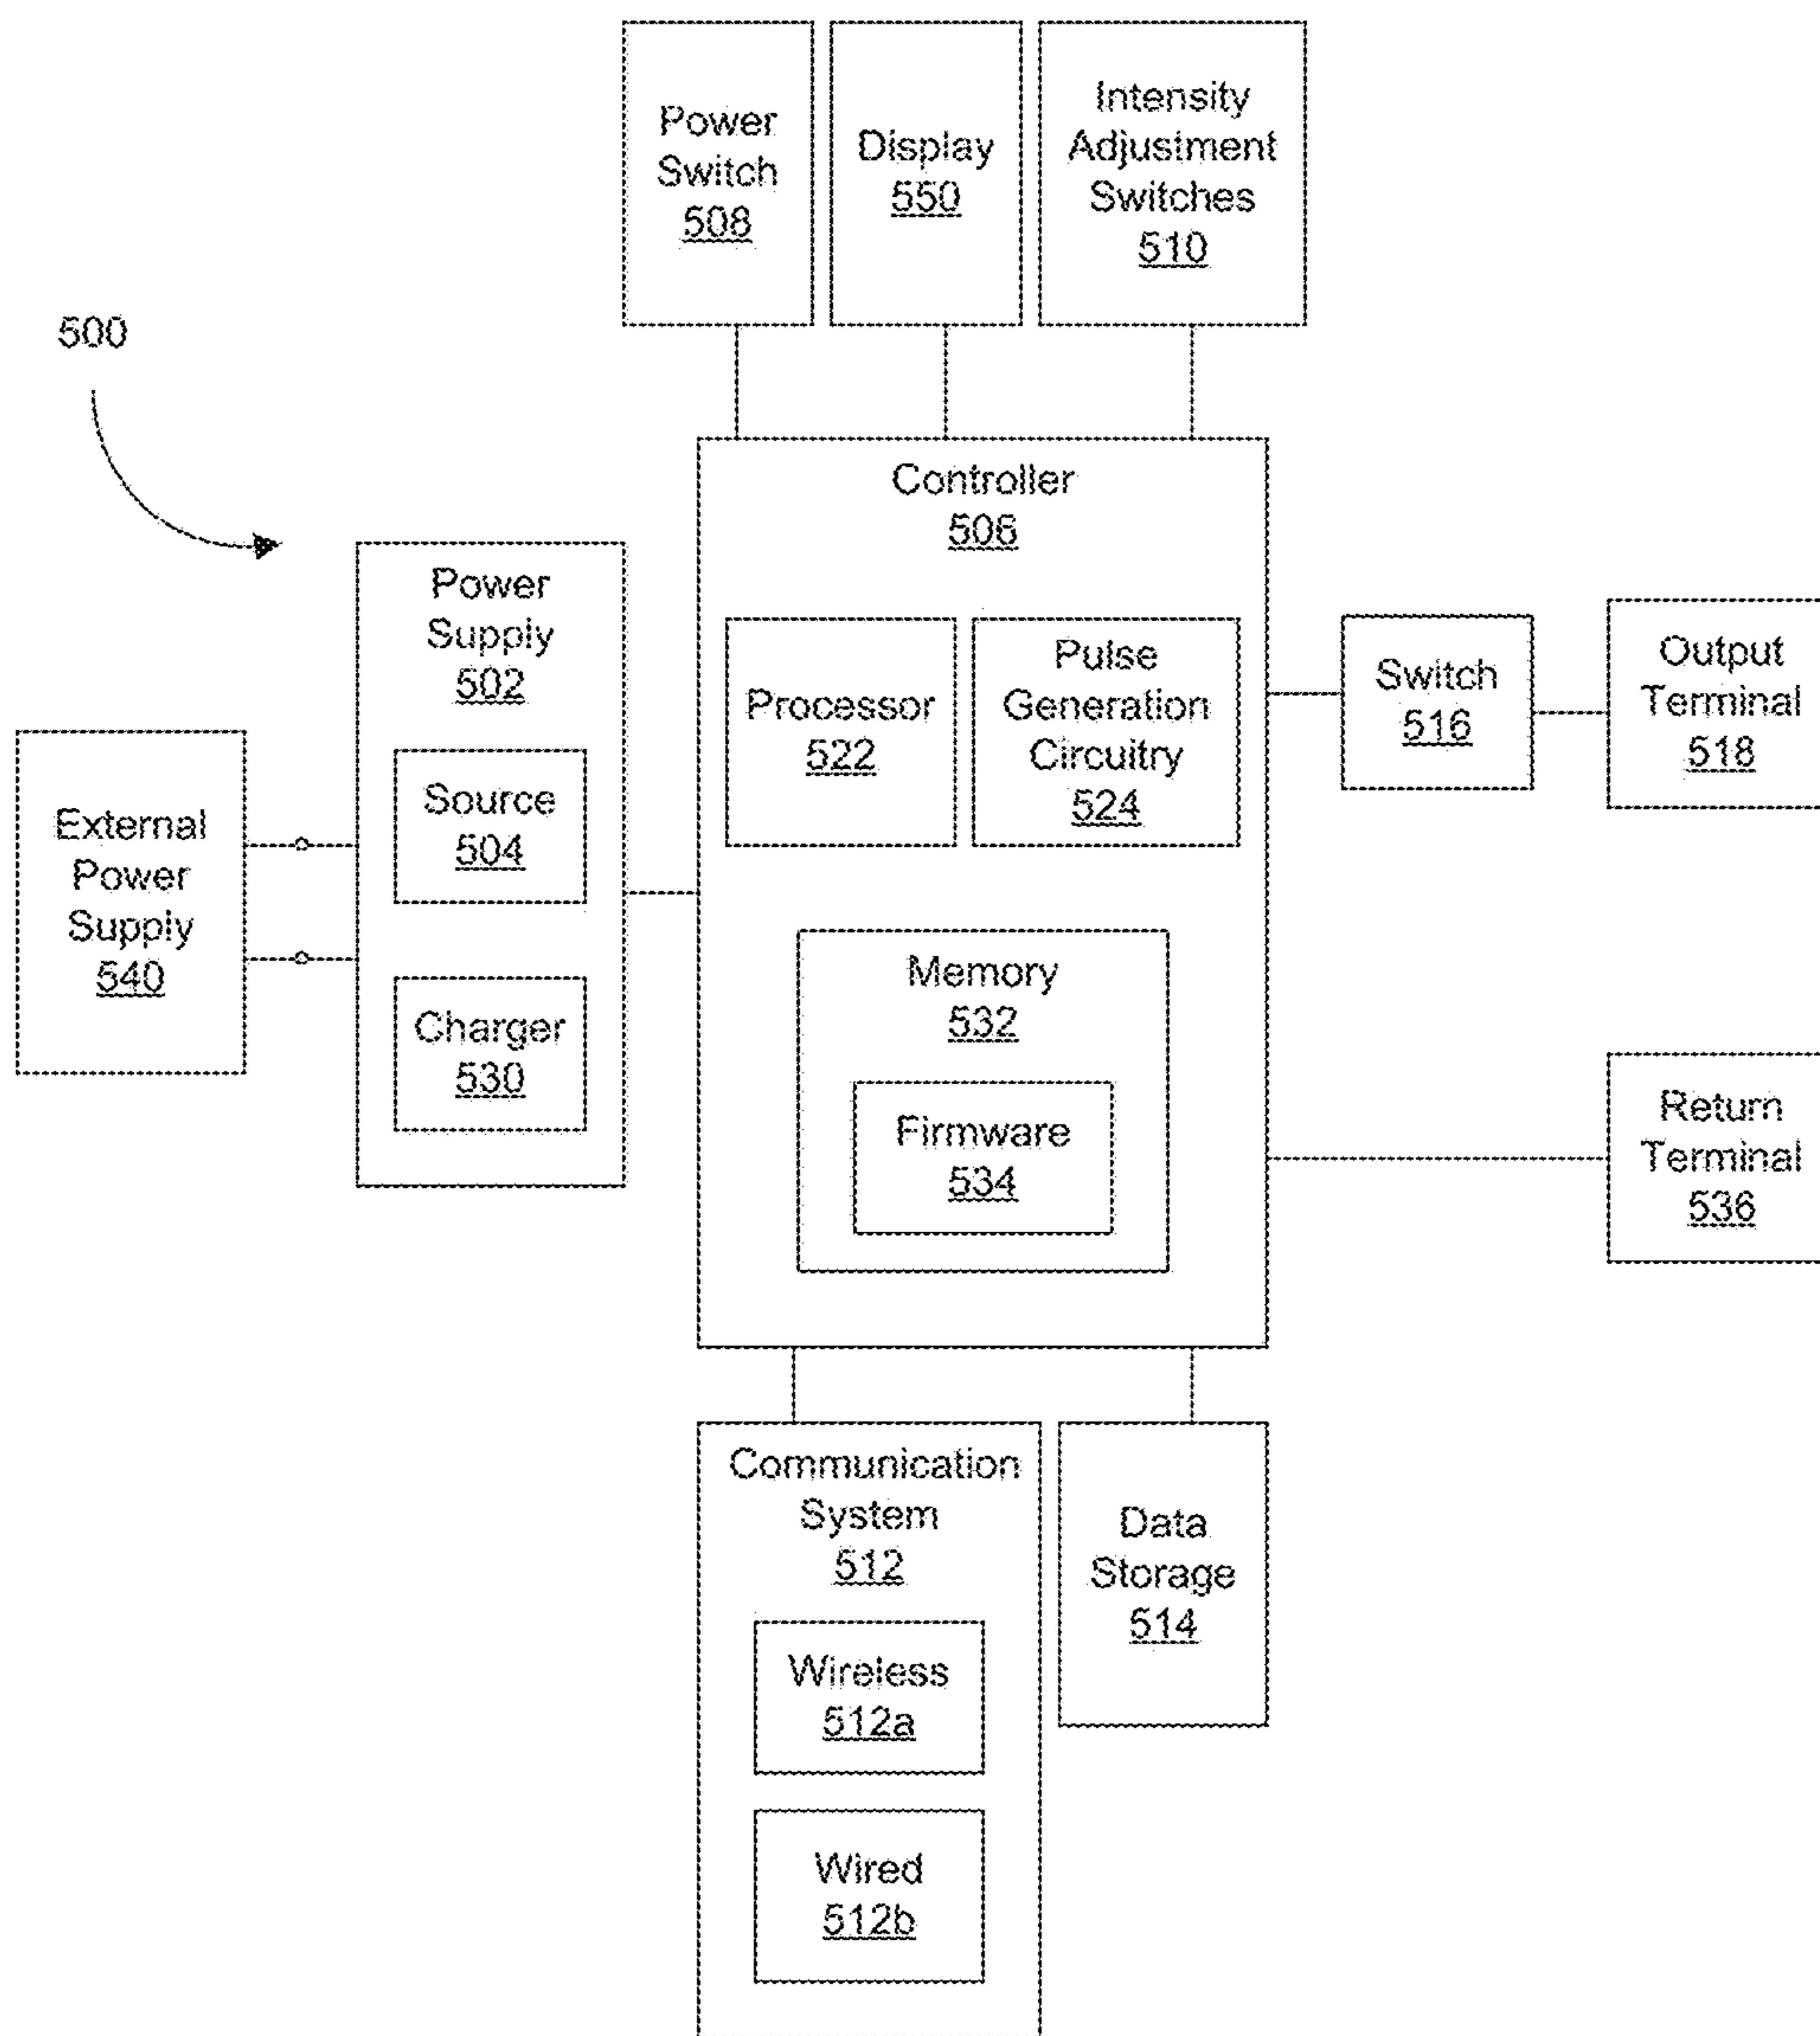 Power
Switch
508
Display
550
Intensity
Adjustment
Switches
510
500
Controller
506
Power
Supply
502
Source
504
Charger
530
External
Power
Supply
540
Processor
522
Pulse
Generation
Circuitry
524
Switch
516
Output
Terminal
518
Memory
532
Firmware
534
Return
Terminal
536
Communication
System
512
Wireless
512a
Wired
512b
Data
Storage
514